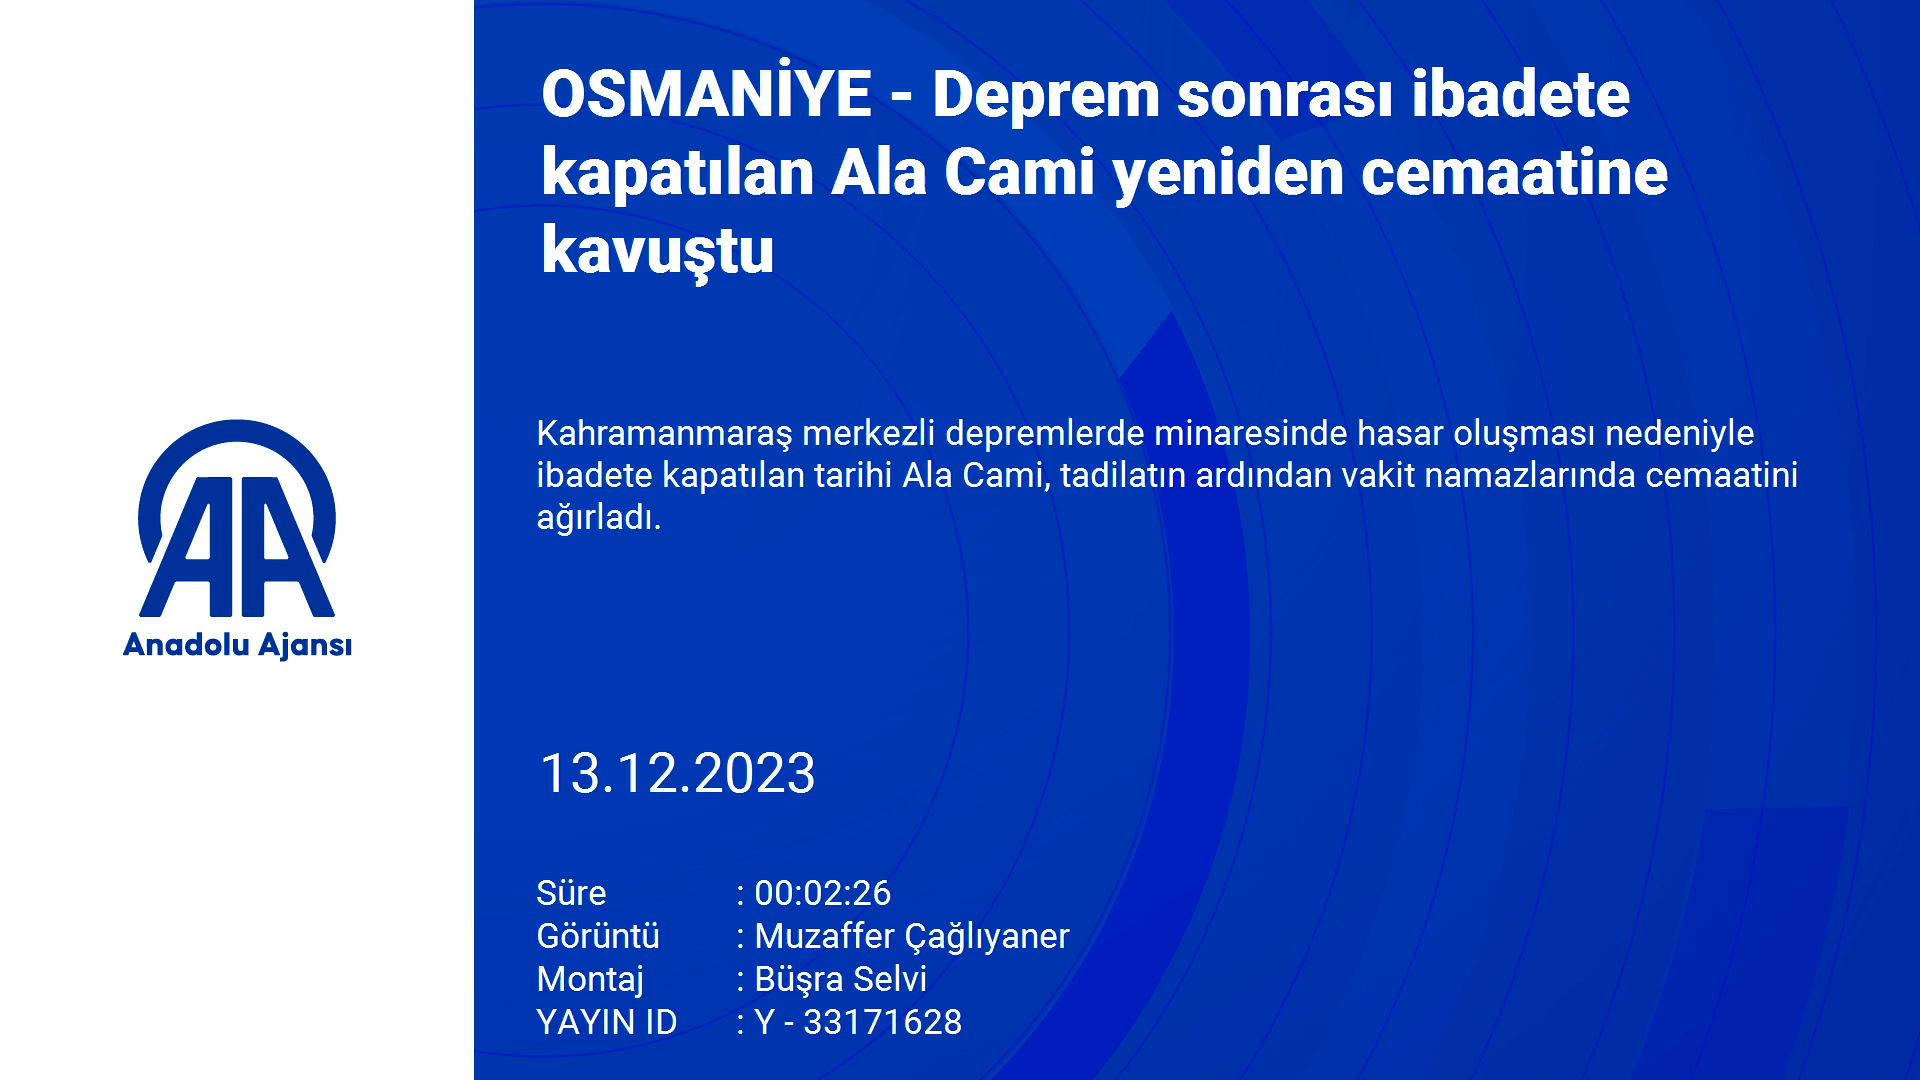 OSMANİYE - Deprem sonrası ibadete
kapatılan Ala Cami yeniden cemaatine
kavuştu
Kahramanmaraş merkezli depremlerde minaresinde hasar oluşması nedeniyle
ibadete kapatılan tarihi Ala Cami, tadilatın ardından vakit namazlarında cemaatini
ağırladı.
AA
Anadolu Ajansı
13.12.2023
Süre : 00:02:26
Görüntü : Muzaffer Çağlıyaner
Montaj : Büşra Selvi
YAYIN ID : Y - 33171628